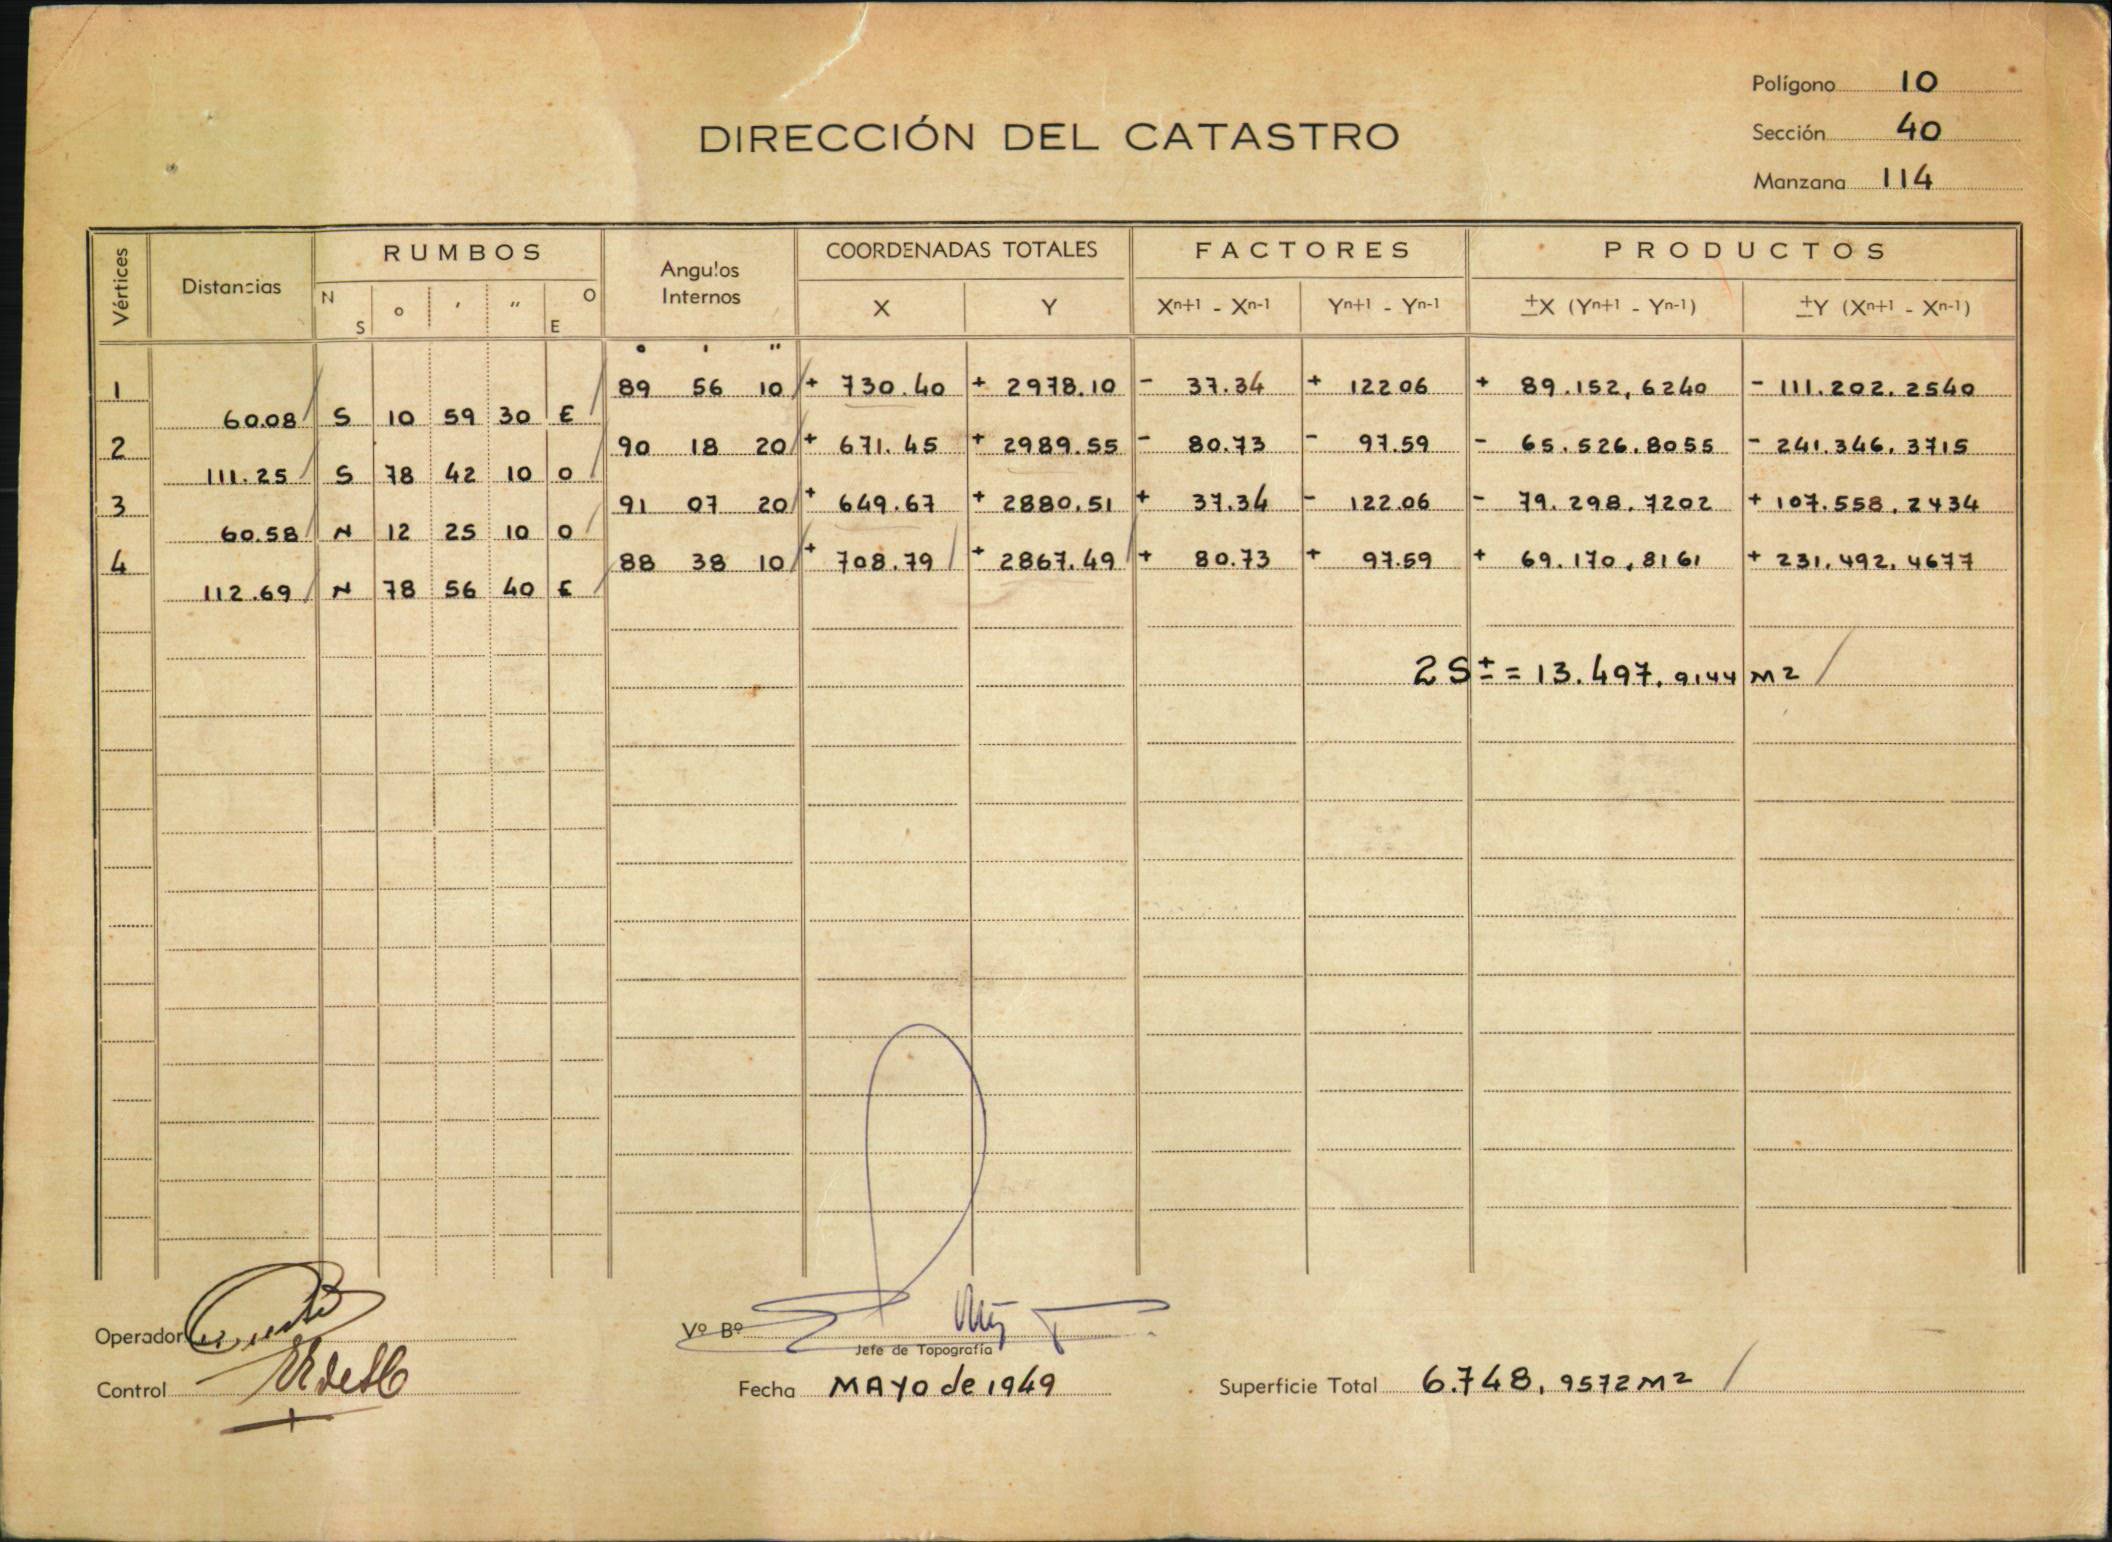 Polígono 10
DIRECCIÓN DEL CATASTRO
Sección 40
Manzana 114
Vértices Distancias RUMBOS Angulos Internos COORDENADAS TOTALES FACTORES PRODUCTOS
N S ° ' " O E X Y Xn+1 - Xn-1 Yn+1 - Yn-1 ±X (Yn+1 - Yn-1) ±Y (Xn+1 - Xn-1)
° ' "
1 89 56 10 + 730.40 + 2978.10 - 37.34 + 122.06 + 89.152,6240 - 111.202.2540
60.08 S 10 59 30 E
2 90 18 20 + 671.45 + 2989.55 - 80.73 - 97.59 - 65.526.8055 - 241.346.3715
111.25 S 78 42 10 O
3 91 07 20 + 649.67 + 2880.51 + 37.34 - 122.06 - 79.298.7202 + 107.558.2434
60.58 N 12 25 10 O
4 88 38 10 + 708.79 + 2867.49 + 80.73 + 97.59 + 69.170,8161 + 231.492.4677
112.69 N 78 56 40 E
2S ± = 13.497.9144 M2
Operador
Vº Bº
Jefe de Topografía
Control
Fecha MAYO de 1949
Superficie Total 6.748,9572 M2